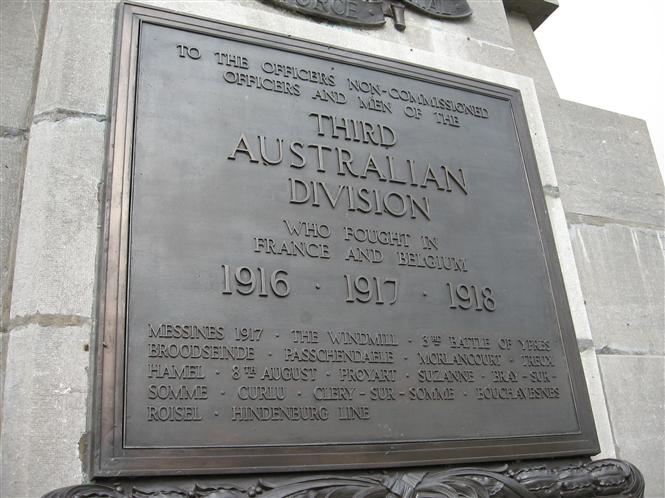 TO THE OFFICERS NON-COMMISSIONED
OFFICERS AND MEN OF THE
THIRD
AUSTRALIAN
DIVISION
WHO FOUGHT IN
FRANCE AND BELGIUM
1916 · 1917 · 1918
MESSINES 1917 · THE WINDMILL · 3RD BATTLE OF YPRES
BROODSEINDE · PASSCHENDAELE · MORLANCOURT · TREUX
HAMEL · 8TH AUGUST · PROYART · SUZANNE · BRAY-SUR-
SOMME · CURLU · CLERY-SUR-SOMME · BOUCHAVESNES
ROISEL · HINDENBURG LINE